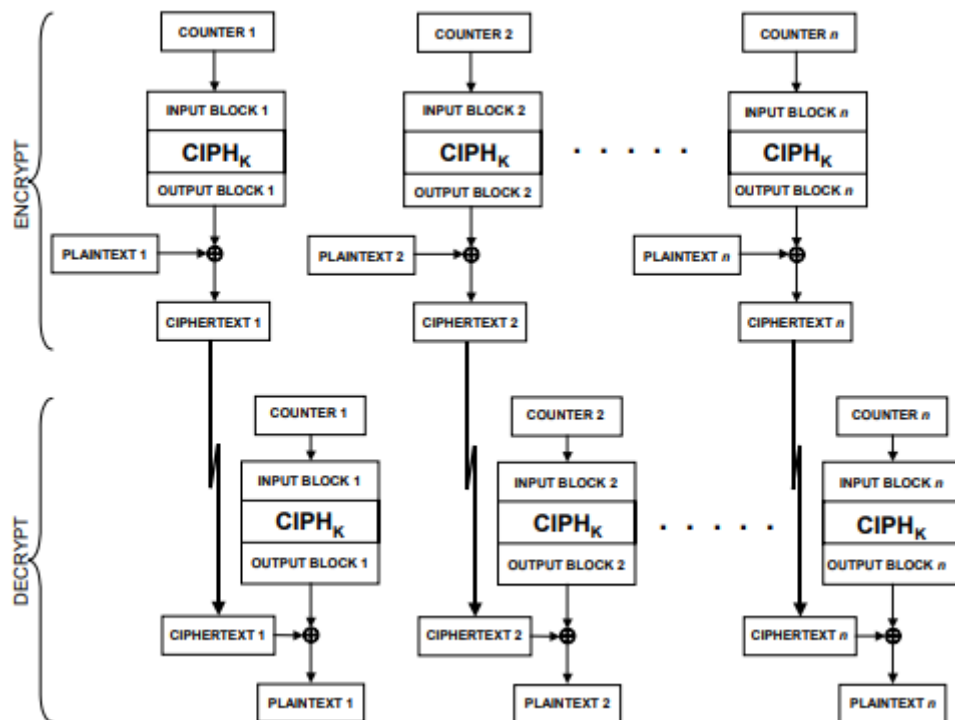 ENCRYPT
COUNTER 1
COUNTER 2
COUNTER n
INPUT BLOCK 1
INPUT BLOCK 2
INPUT BLOCK n
CIPHK
CIPHK
. . . . .
CIPHK
OUTPUT BLOCK 1
OUTPUT BLOCK 2
OUTPUT BLOCK n
PLAINTEXT 1
PLAINTEXT 2
PLAINTEXT n
CIPHERTEXT 1
CIPHERTEXT 2
CIPHERTEXT n
DECRYPT
COUNTER 1
COUNTER 2
COUNTER n
INPUT BLOCK 1
INPUT BLOCK 2
INPUT BLOCK n
CIPHK
CIPHK
. . . . .
CIPHK
OUTPUT BLOCK 1
OUTPUT BLOCK 2
OUTPUT BLOCK n
CIPHERTEXT 1
CIPHERTEXT 2
CIPHERTEXT n
PLAINTEXT 1
PLAINTEXT 2
PLAINTEXT n